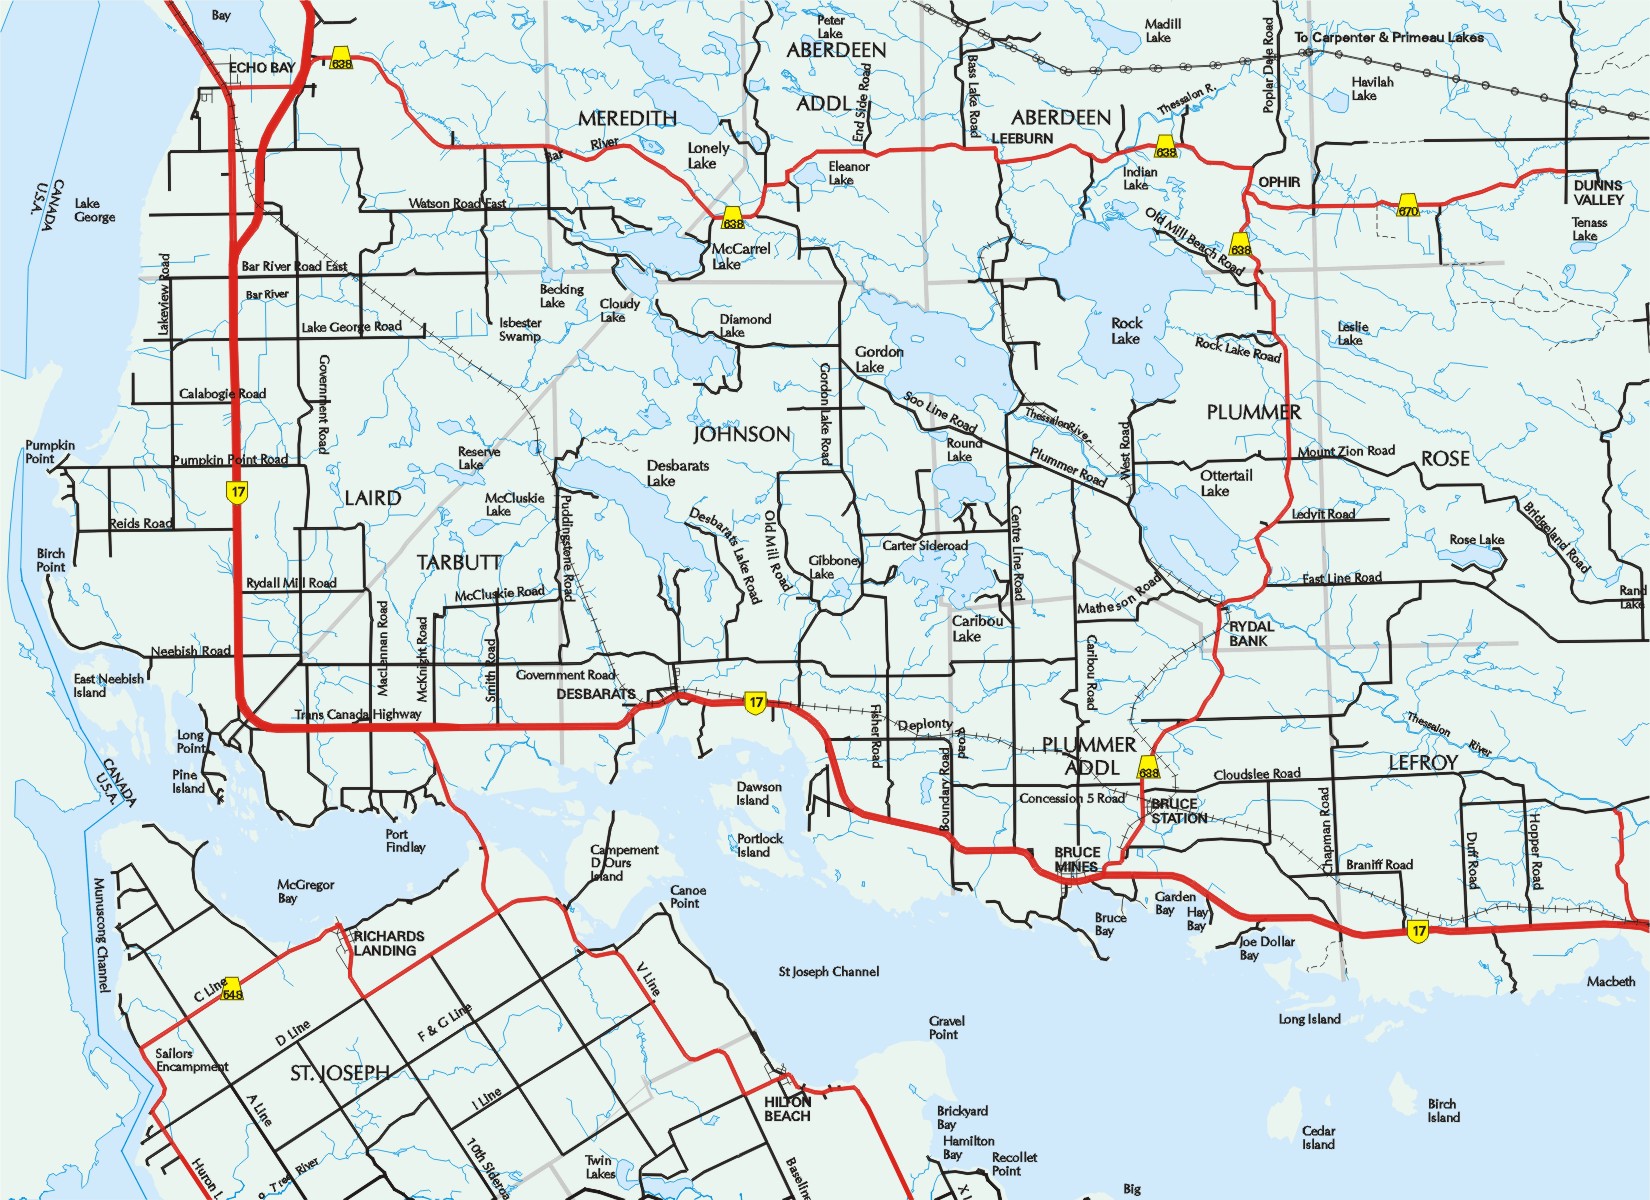 Bay
Peter
Lake
ABERDEEN
ADDL
Madill
Lake
To Carpenter & Primeau Lakes
Poplar Dale Road
Havilah
Lake
ECHO BAY
638
MEREDITH
End Side Road
Bass Lake Road
ABERDEEN
Thessalon R.
LEEBURN
638
Bar River
Lonely
Lake
Eleanor
Lake
Indian
Lake
OPHIR
DUNNS
VALLEY
CANADA
U.S.A.
Lake
George
Watson Road East
638
670
Tenass
Lake
Old Mill Beach Road
638
McCarrel
Lake
Lakeview Road
Bar River Road East
Bar River
Becking
Lake
Cloudy
Lake
Isbester
Swamp
Diamond
Lake
Lake George Road
Rock
Lake
Leslie
Lake
Rock Lake Road
Government Road
Gordon
Lake
Gordon Lake Road
Calabogie Road
Soo Line Road
Thessalon River
PLUMMER
JOHNSON
Pumpkin
Point
Pumpkin Point Road
Reserve
Lake
Desbarats
Lake
Round
Lake
Plummer Road
West Road
Mount Zion Road
ROSE
Ottertail
Lake
17
LAIRD
McCluskie
Lake
Puddingstone Road
Desbarats Lake Road
Old Mill Road
Centre Line Road
Ledyit Road
Bridgeland Road
Reids Road
Birch
Point
TARBUTT
Gibboney
Lake
Carter Sideroad
Rose Lake
Rydall Mill Road
McCluskie Road
Matheson Road
East Line Road
Rand
Lake
Caribou
Lake
RYDAL
BANK
MacLennan Road
McKnight Road
Smith Road
Caribou Road
Neebish Road
East Neebish
Island
Government Road
DESBARATS
17
Trans Canada Highway
Fisher Road
Deplonty
Road
Thessalon River
Long
Point
Pine
Island
PLUMMER
ADDL
638
LEFROY
Cloudslee Road
CANADA
U.S.A.
Dawson
Island
Boundary Road
Concession 5 Road
BRUCE
STATION
Chapman Road
Duff Road
Hopper Road
Port
Findlay
Campement
D'Ours
Island
Portlock
Island
BRUCE
MINES
Braniff Road
Munuscong Channel
McGregor
Bay
Canoe
Point
Garden
Bay
Hay
Bay
Bruce
Bay
17
Joe Dollar
Bay
RICHARDS
LANDING
C Line
548
V Line
St Joseph Channel
Macbeth
D Line
F & G Line
Gravel
Point
Long Island
Sailors
Encampment
ST. JOSEPH
A Line
I Line
HILTON
BEACH
Brickyard
Bay
Hamilton
Bay
Recollet
Point
Birch
Island
Cedar
Island
Huron L
River
10th Sideroa
Twin
Lakes
Baseline
X L
Big